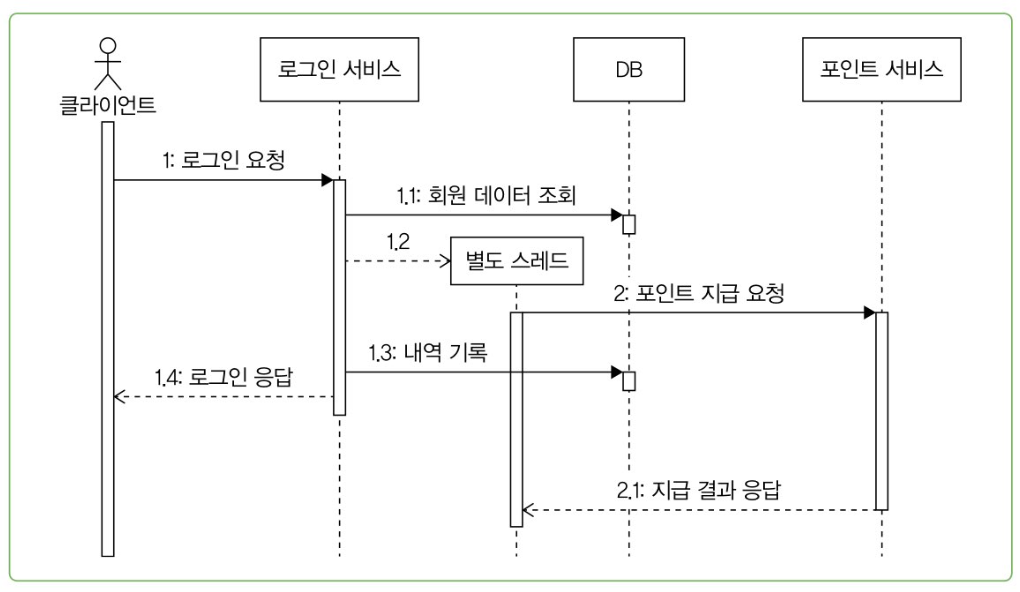 로그인 서비스
DB
포인트 서비스
클라이언트
1: 로그인 요청
1.1: 회원 데이터 조회
1.2
별도 스레드
2: 포인트 지급 요청
1.3: 내역 기록
1.4: 로그인 응답
2.1: 지급 결과 응답